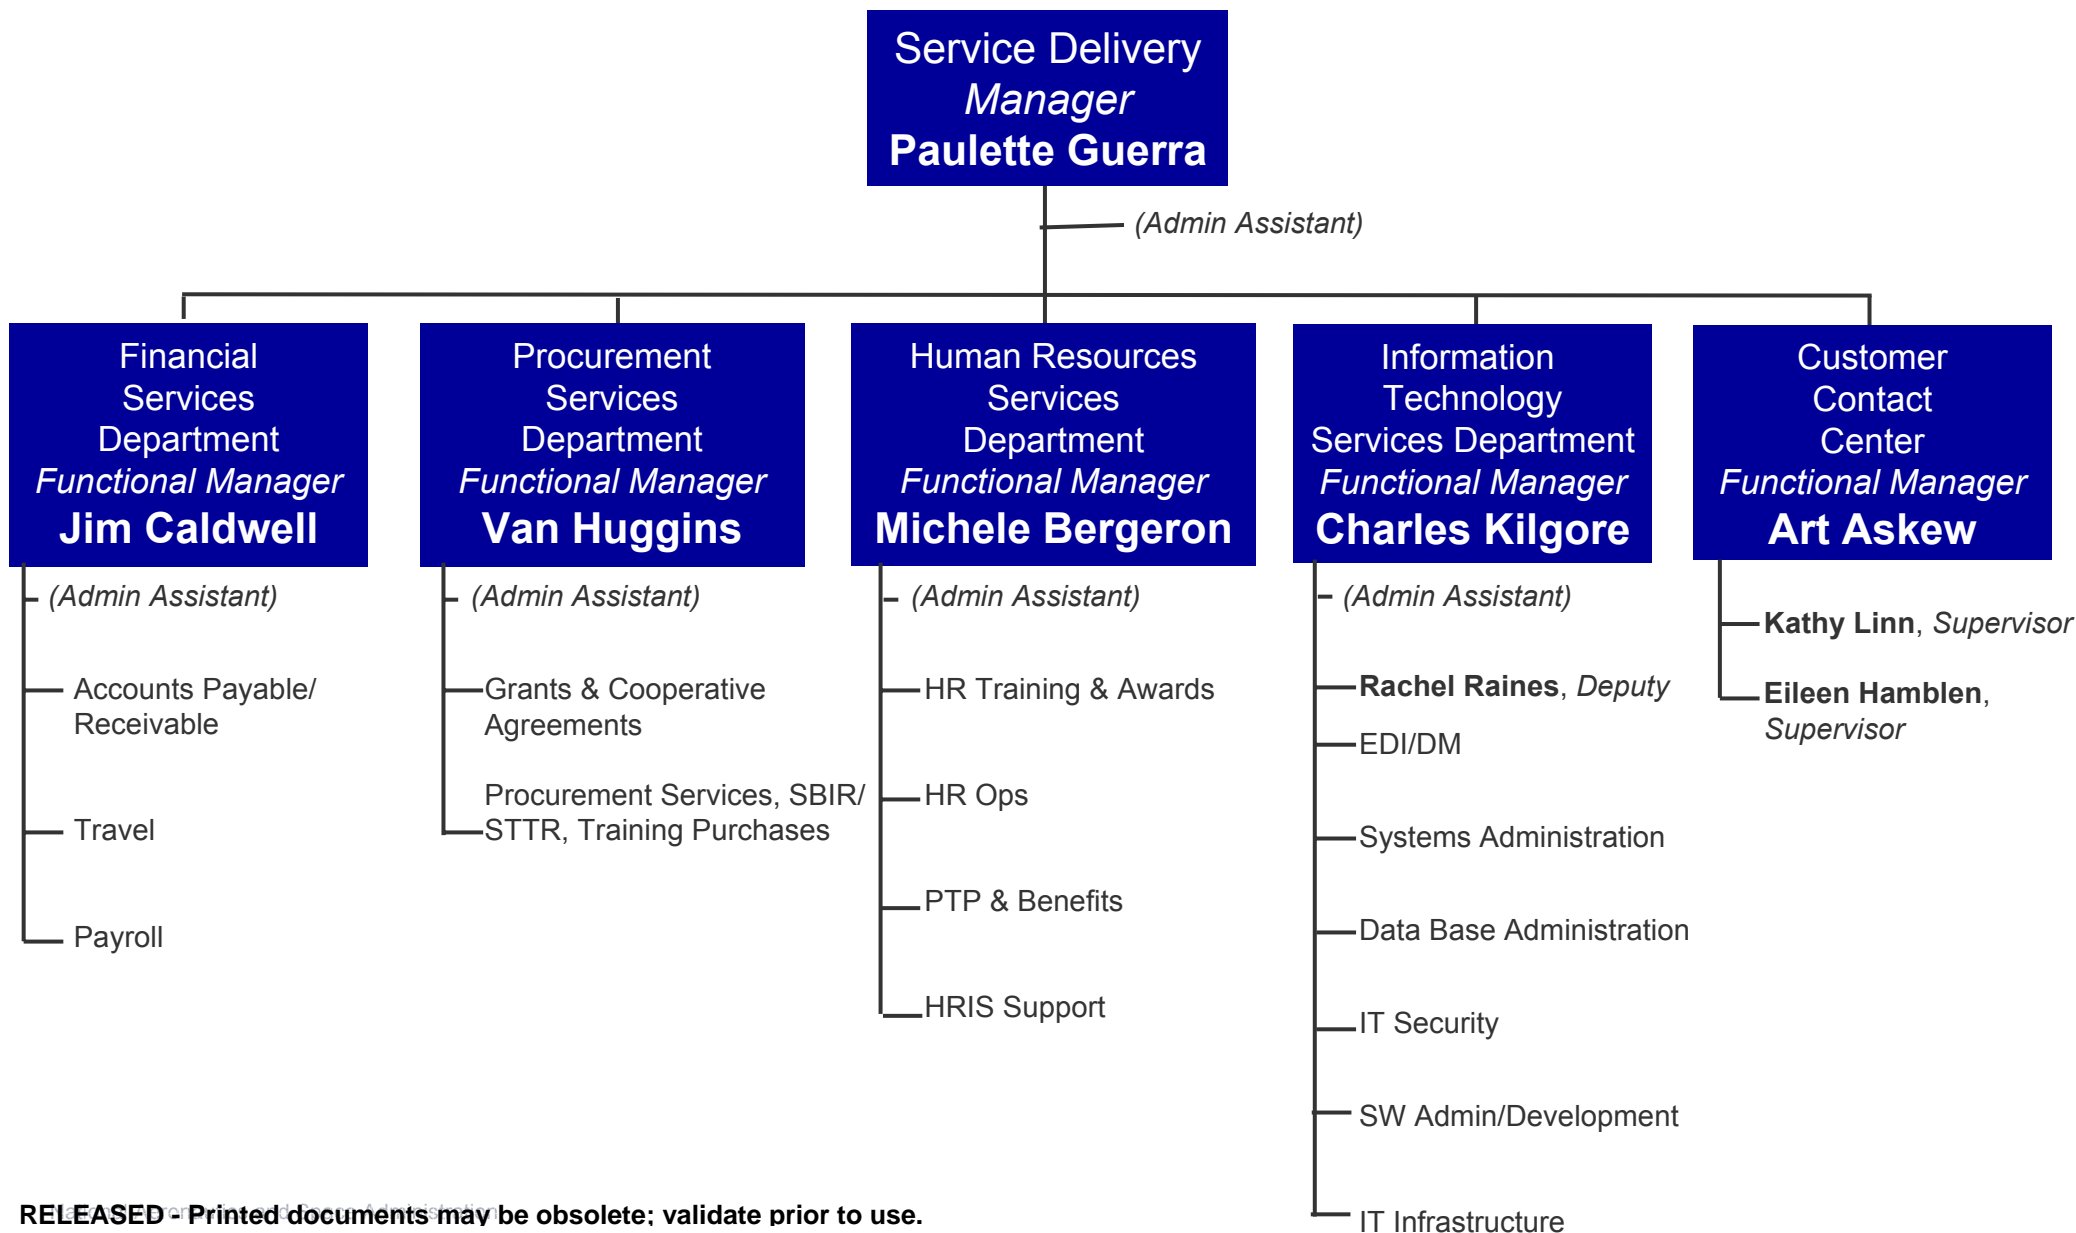 Service Delivery
Manager
Paulette Guerra
(Admin Assistant)
Financial
Services
Department
Functional Manager
Jim Caldwell
(Admin Assistant)
Accounts Payable/
Receivable
Travel
Payroll
Procurement
Services
Department
Functional Manager
Van Huggins
(Admin Assistant)
Grants & Cooperative
Agreements
Procurement Services, SBIR/
STTR, Training Purchases
Human Resources
Services
Department
Functional Manager
Michele Bergeron
(Admin Assistant)
HR Training & Awards
HR Ops
PTP & Benefits
HRIS Support
Information
Technology
Services Department
Functional Manager
Charles Kilgore
(Admin Assistant)
Rachel Raines, Deputy
EDI/DM
Systems Administration
Data Base Administration
IT Security
SW Admin/Development
IT Infrastructure
Customer
Contact
Center
Functional Manager
Art Askew
Kathy Linn, Supervisor
Eileen Hamblen,
Supervisor
National Aeronautics and Space Administration
RELEASED - Printed documents may be obsolete; validate prior to use.